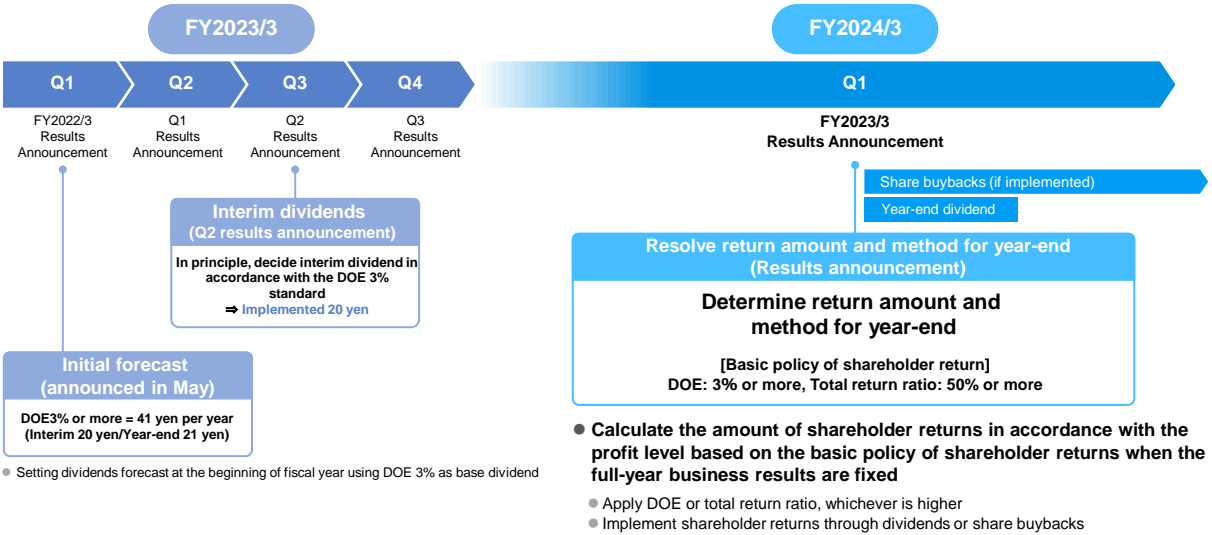 FY2023/3
Q1
Q2
Q3
Q4
FY2022/3
Results
Announcement
Q1
Results
Announcement
Q2
Results
Announcement
Q3
Results
Announcement
Interim dividends
(Q2 results announcement)
In principle, decide interim dividend in
accordance with the DOE 3%
standard
⇒ Implemented 20 yen
Initial forecast
(announced in May)
DOE3% or more = 41 yen per year
(Interim 20 yen/Year-end 21 yen)
● Setting dividends forecast at the beginning of fiscal year using DOE 3% as base dividend
FY2024/3
Q1
FY2023/3
Results Announcement
Share buybacks (if implemented)
Year-end dividend
Resolve return amount and method for year-end
(Results announcement)
Determine return amount and
method for year-end
[Basic policy of shareholder return]
DOE: 3% or more, Total return ratio: 50% or more
● Calculate the amount of shareholder returns in accordance with the
profit level based on the basic policy of shareholder returns when the
full-year business results are fixed
● Apply DOE or total return ratio, whichever is higher
● Implement shareholder returns through dividends or share buybacks